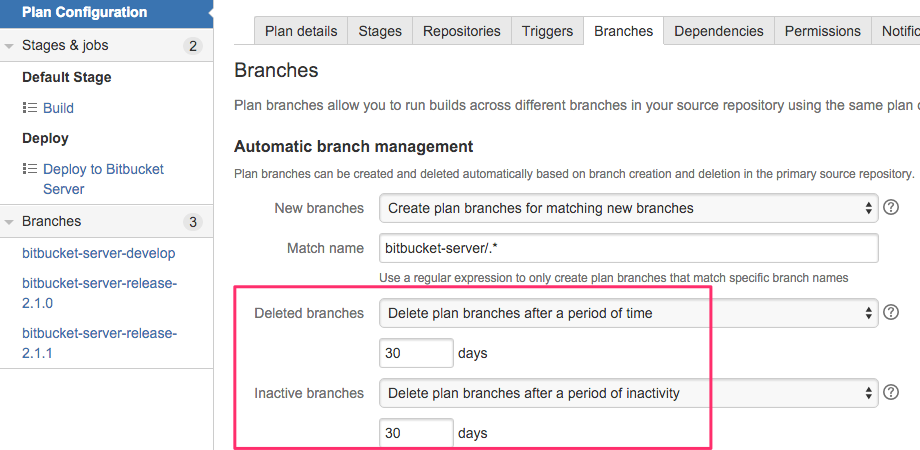 Plan Configuration
Stages & jobs 2
Default Stage
Build
Deploy
Deploy to Bitbucket
Server
Branches 3
bitbucket-server-develop
bitbucket-server-release-
2.1.0
bitbucket-server-release-
2.1.1
Plan details Stages Repositories Triggers Branches Dependencies Permissions Notific
Branches
Plan branches allow you to run builds across different branches in your source repository using the same plan
Automatic branch management
Plan branches can be created and deleted automatically based on branch creation and deletion in the primary source repository.
New branches Create plan branches for matching new branches ?
Match name bitbucket-server/.*
Use a regular expression to only create plan branches that match specific branch names
Deleted branches Delete plan branches after a period of time ?
30 days
Inactive branches Delete plan branches after a period of inactivity ?
30 days